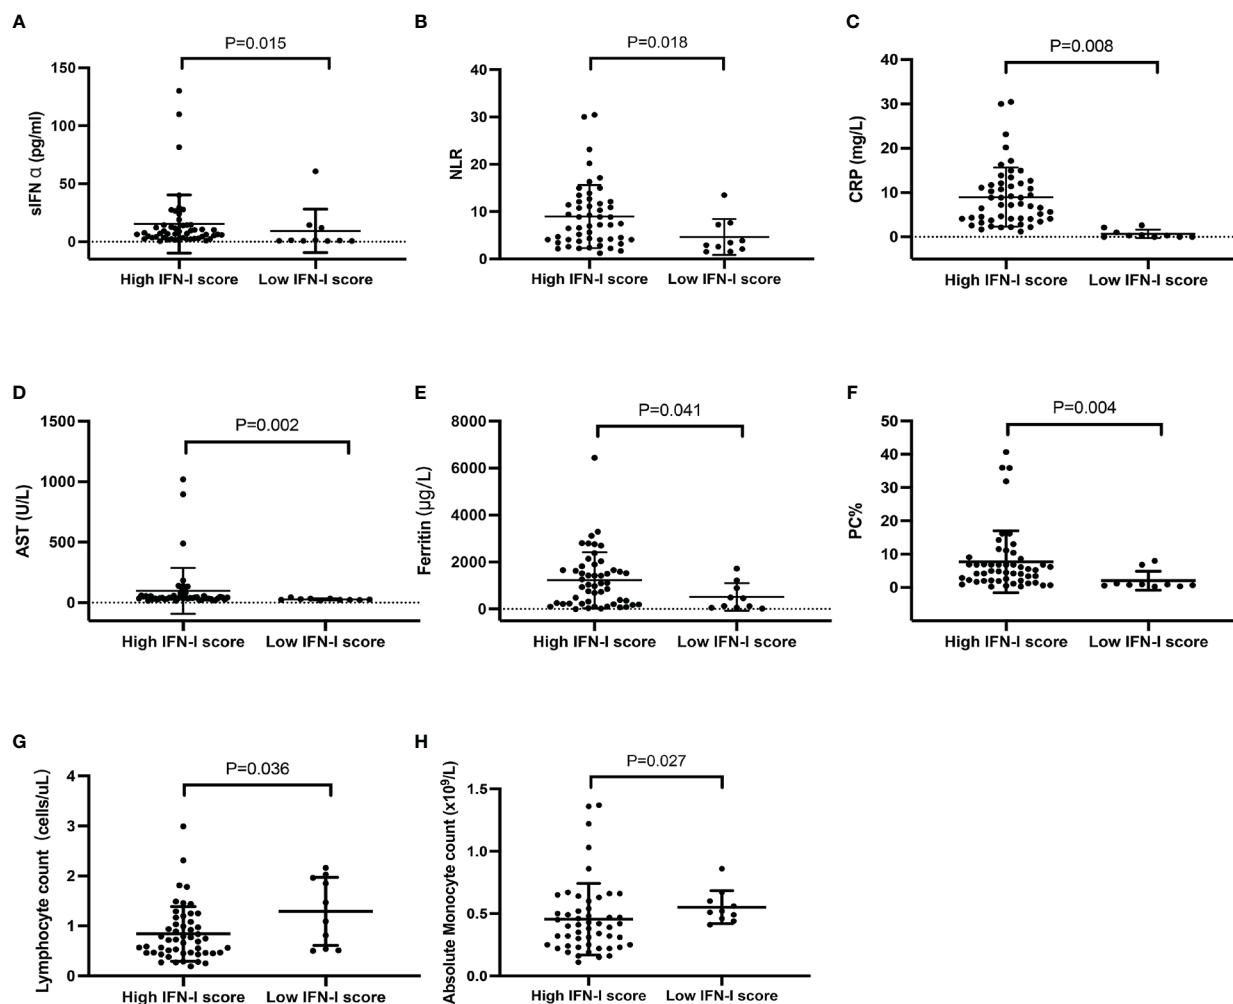 A
P=0.015
sIFN α (pg/ml)
150
100
50
0
High IFN-I score
Low IFN-I score
B
P=0.018
NLR
40
30
20
10
0
High IFN-I score
Low IFN-I score
C
P=0.008
CRP (mg/L)
40
30
20
10
0
High IFN-I score
Low IFN-I score
D
P=0.002
AST (U/L)
1500
1000
500
0
High IFN-I score
Low IFN-I score
E
P=0.041
Ferritin (μg/L)
8000
6000
4000
2000
0
High IFN-I score
Low IFN-I score
F
P=0.004
PC%
50
40
30
20
10
0
High IFN-I score
Low IFN-I score
G
P=0.036
Lymphocyte count (cells/uL)
4
3
2
1
0
High IFN-I score
Low IFN-I score
H
P=0.027
Absolute Monocyte count (x10⁹/L)
1.5
1.0
0.5
0.0
High IFN-I score
Low IFN-I score